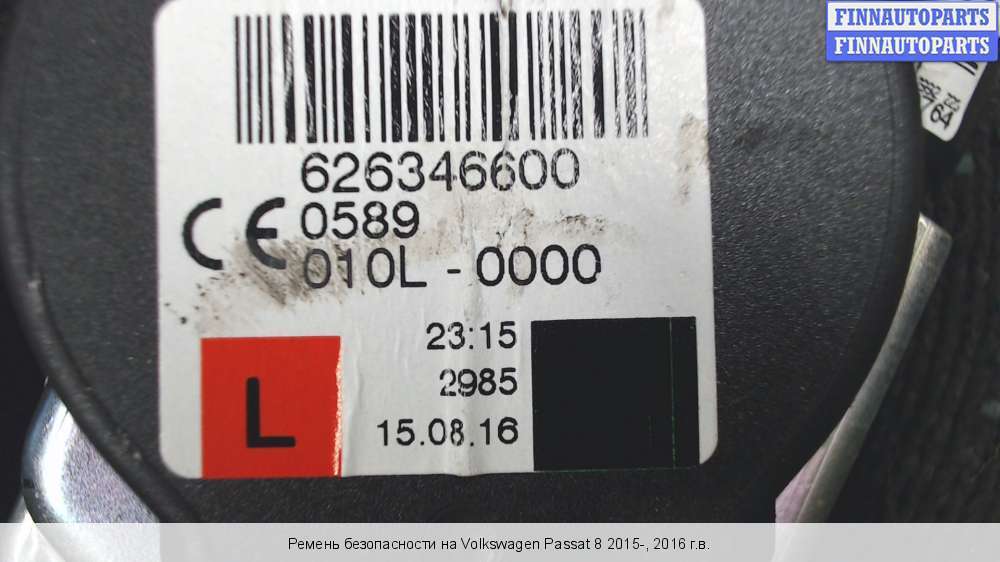 FINNAUTOPARTS
FINNAUTOPARTS
626346600
CE 0589
010L - 0000
23:15
2985
L
15.08.16
Ремень безопасности на Volkswagen Passat 8 2015-, 2016 г.в.